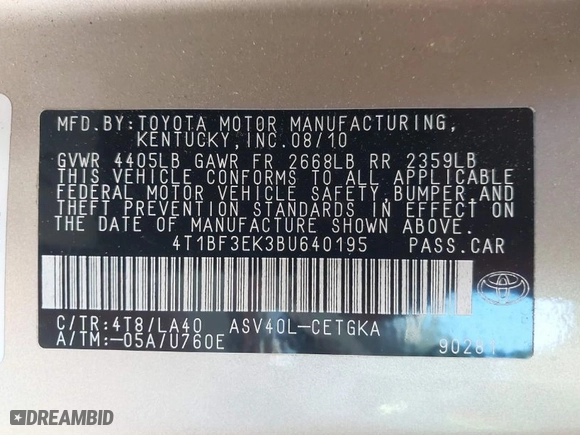 MFD.BY:TOYOTA MOTOR MANUFACTURING,
KENTUCKY,INC.08/10
GVWR 4405LB GAWR FR 2668LB RR 2359LB
THIS VEHICLE CONFORMS TO ALL APPLICABLE
FEDERAL MOTOR VEHICLE SAFETY,BUMPER,AND
THEFT PREVENTION STANDARDS IN EFFECT ON
THE DATE OF MANUFACTURE SHOWN ABOVE.
4T1BF3EK3BU640195 PASS.CAR
C/TR:4T8/LA40 ASV40L-CETGKA
A/TM:-05A/U760E 90281
DREAMBID